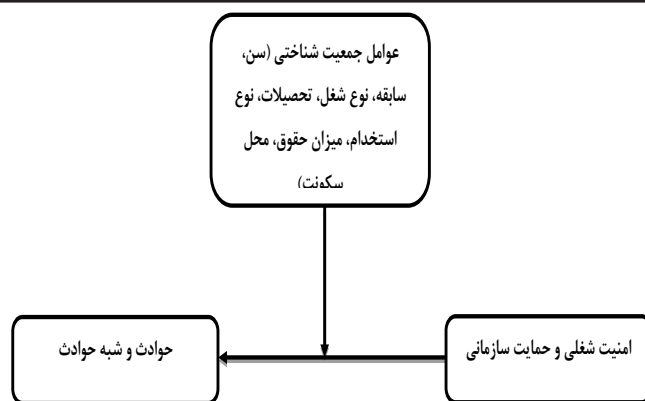 عوامل جمعیت شناختی (سن،
سابقه، نوع شغل، تحصیلات، نوع
استخدام، میزان حقوق، محل
سکونت)
امنیت شغلی و حمایت سازمانی
حوادث و شبه حوادث